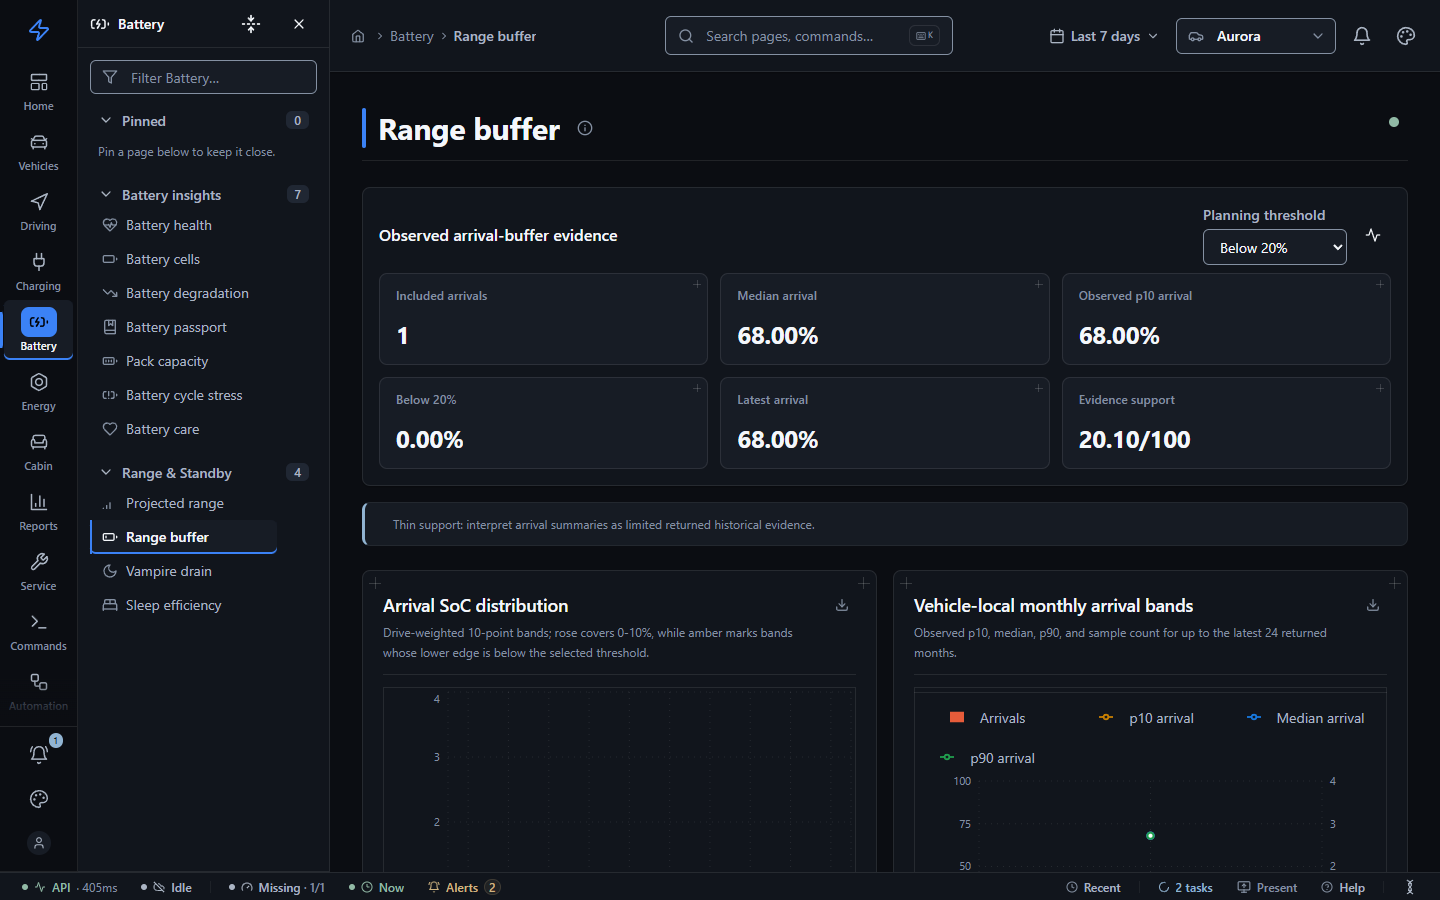 Home
Vehicles
Driving
Charging
Battery
Energy
Cabin
Reports
Service
Commands
Automation
1
Battery
Filter Battery...
Pinned 0
Pin a page below to keep it close.
Battery insights 7
Battery health
Battery cells
Battery degradation
Battery passport
Pack capacity
Battery cycle stress
Battery care
Range & Standby 4
Projected range
Range buffer
Vampire drain
Sleep efficiency
Battery
Range buffer
Search pages, commands... K
Last 7 days
Aurora
Range buffer
Observed arrival-buffer evidence
Planning threshold
Below 20%
Included arrivals
1
Median arrival
68.00%
Observed p10 arrival
68.00%
Below 20%
0.00%
Latest arrival
68.00%
Evidence support
20.10/100
Thin support: interpret arrival summaries as limited returned historical evidence.
Arrival SoC distribution
Drive-weighted 10-point bands; rose covers 0-10%, while amber marks bands
whose lower edge is below the selected threshold.
4
3
2
Vehicle-local monthly arrival bands
Observed p10, median, p90, and sample count for up to the latest 24 returned
months.
Arrivals
p10 arrival
Median arrival
p90 arrival
100 4
75 3
50 2
API · 405ms
Idle
Missing · 1/1
Now
Alerts 2
Recent
2 tasks
Present
Help